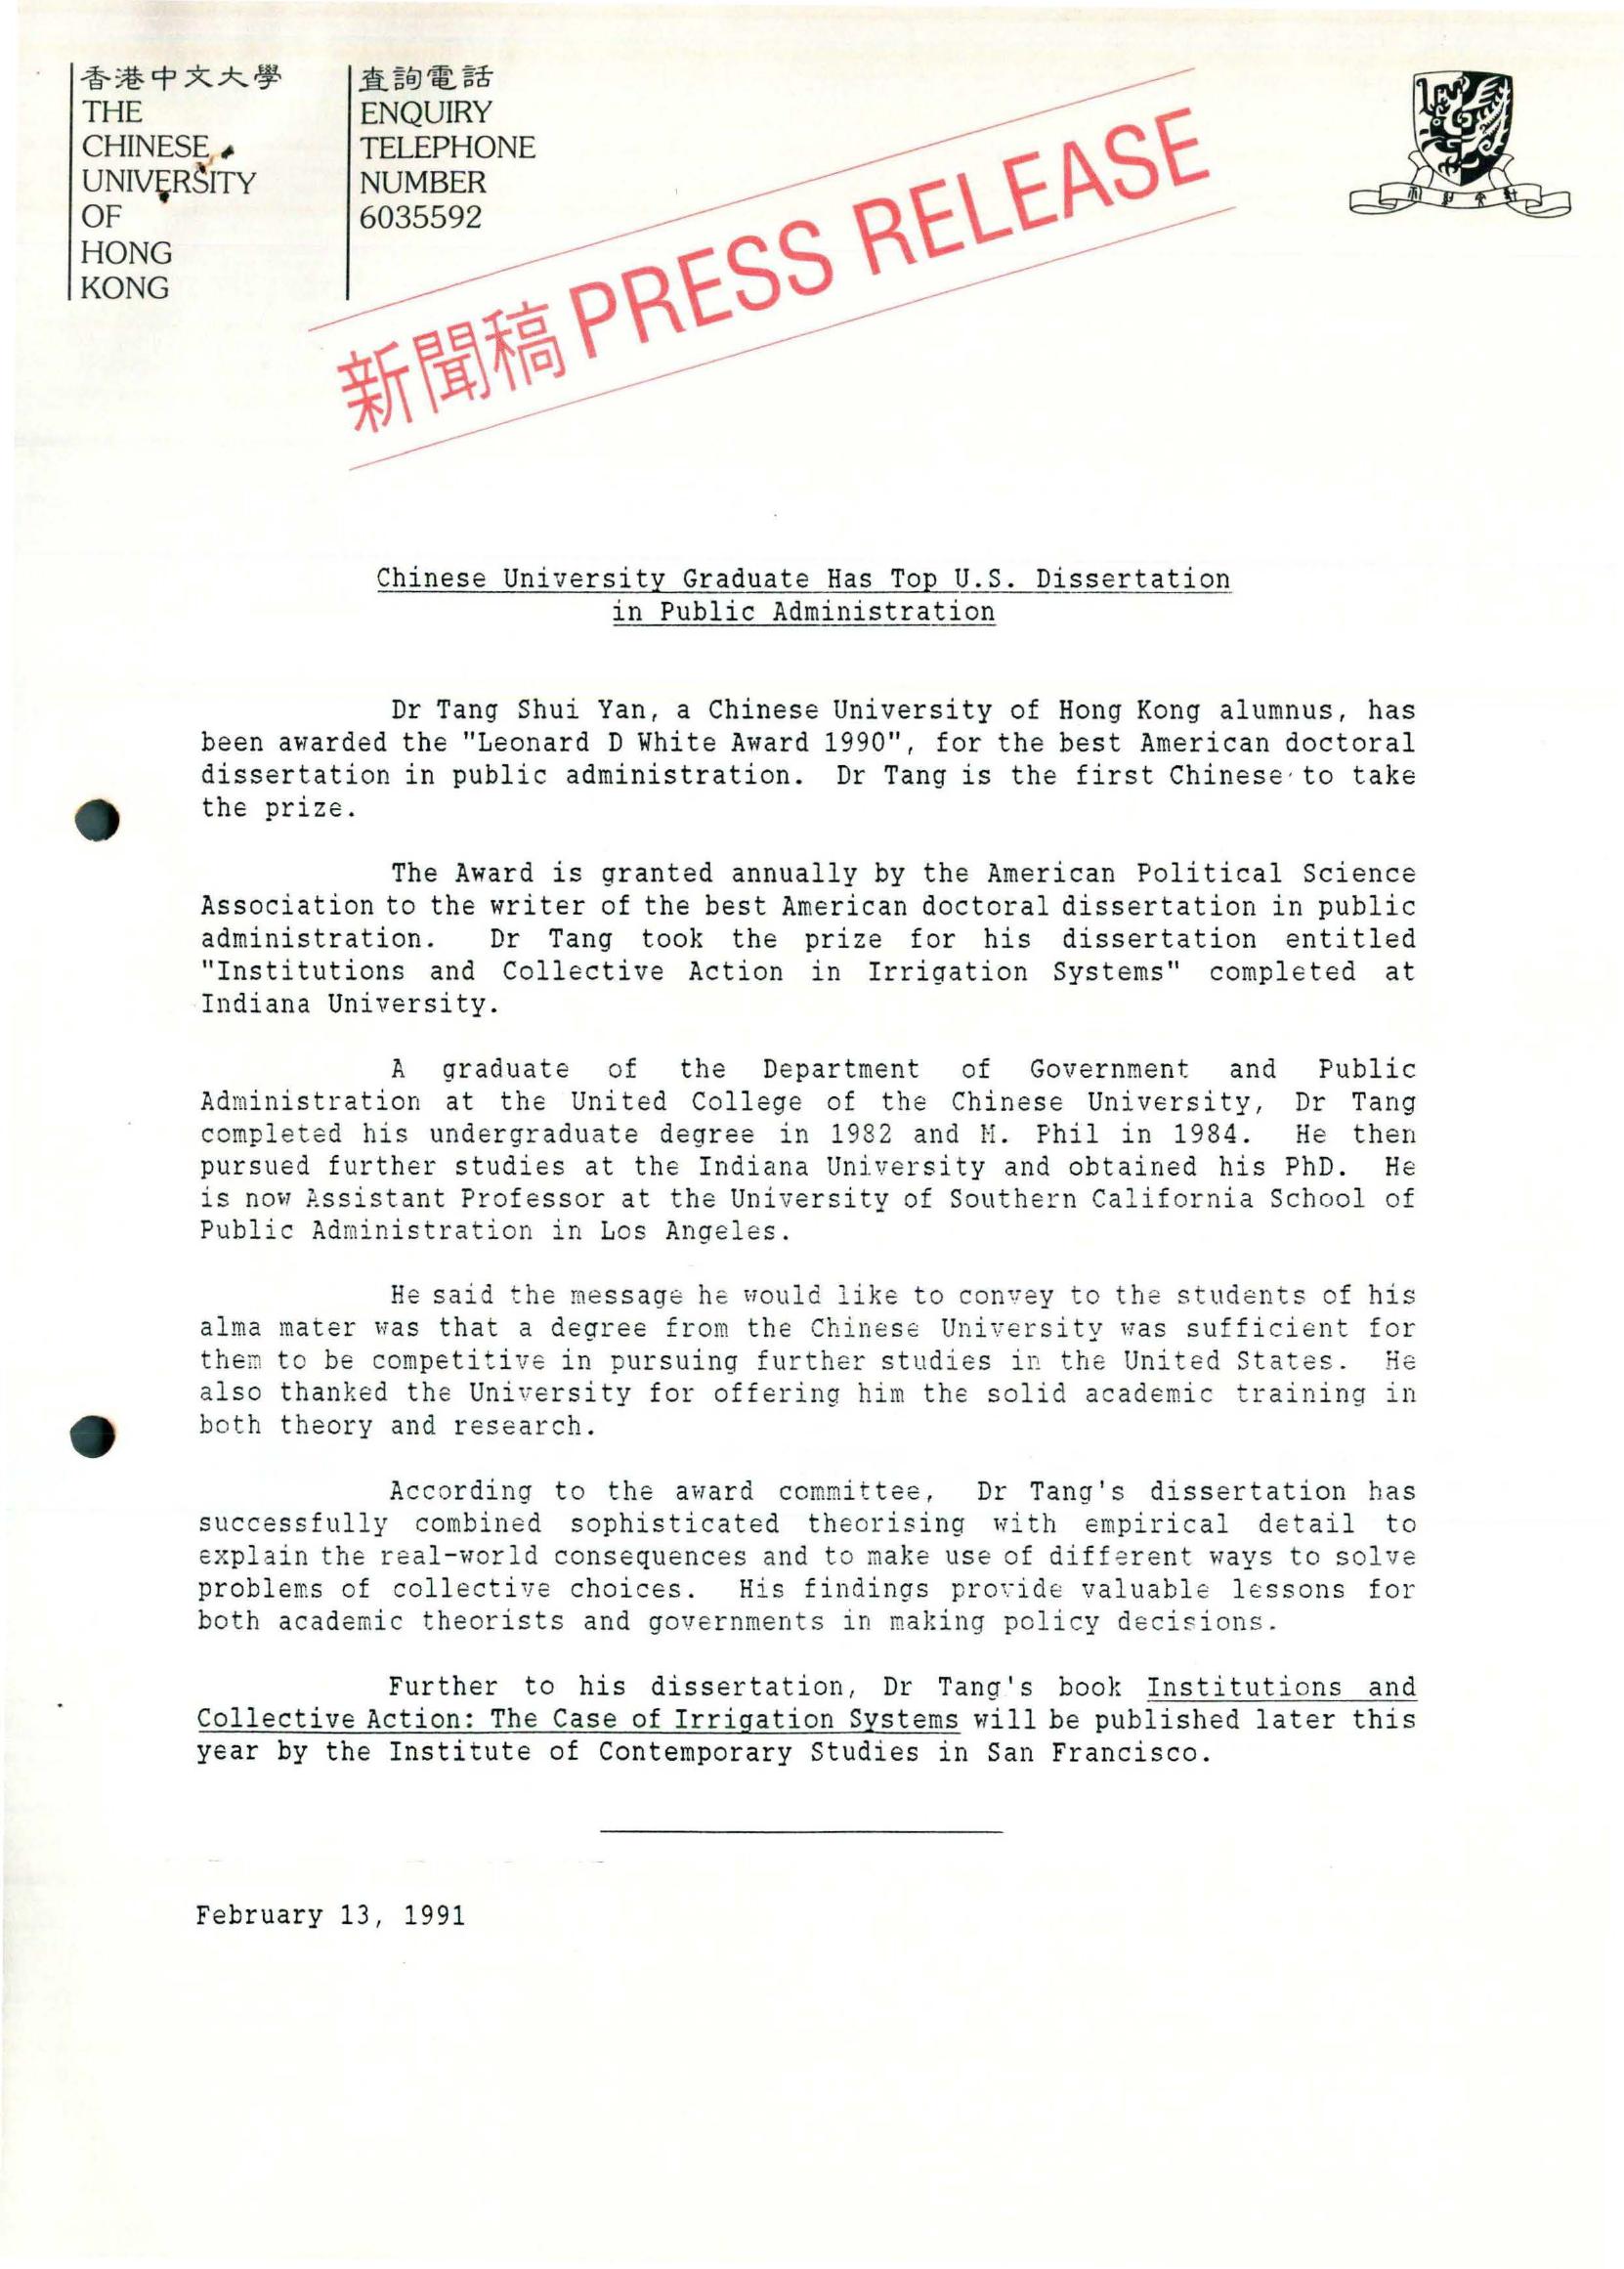 香港中文大學
THE
CHINESE
UNIVERSITY
OF
HONG
KONG
查詢電話
ENQUIRY
TELEPHONE
NUMBER
6035592
新聞稿 PRESS RELEASE
Chinese University Graduate Has Top U.S. Dissertation
in Public Administration
Dr Tang Shui Yan, a Chinese University of Hong Kong alumnus, has
been awarded the "Leonard D White Award 1990", for the best American doctoral
dissertation in public administration. Dr Tang is the first Chinese to take
the prize.
The Award is granted annually by the American Political Science
Association to the writer of the best American doctoral dissertation in public
administration. Dr Tang took the prize for his dissertation entitled
"Institutions and Collective Action in Irrigation Systems" completed at
Indiana University.
A graduate of the Department of Government and Public
Administration at the United College of the Chinese University, Dr Tang
completed his undergraduate degree in 1982 and M. Phil in 1984. He then
pursued further studies at the Indiana University and obtained his PhD. He
is now Assistant Professor at the University of Southern California School of
Public Administration in Los Angeles.
He said the message he would like to convey to the students of his
alma mater was that a degree from the Chinese University was sufficient for
them to be competitive in pursuing further studies in the United States. He
also thanked the University for offering him the solid academic training in
both theory and research.
According to the award committee, Dr Tang's dissertation has
successfully combined sophisticated theorising with empirical detail to
explain the real-world consequences and to make use of different ways to solve
problems of collective choices. His findings provide valuable lessons for
both academic theorists and governments in making policy decisions.
Further to his dissertation, Dr Tang's book Institutions and
Collective Action: The Case of Irrigation Systems will be published later this
year by the Institute of Contemporary Studies in San Francisco.
February 13, 1991